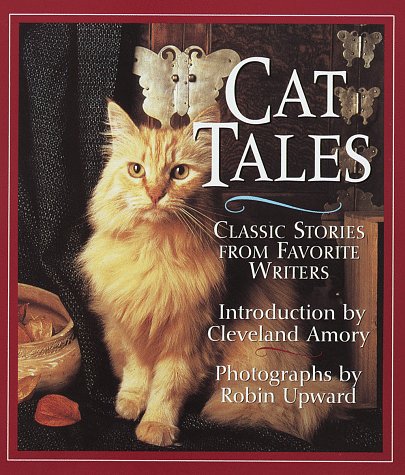 CAT
TALES
CLASSIC STORIES
FROM FAVORITE
WRITERS
Introduction by
Cleveland Amory
Photographs by
Robin Upward